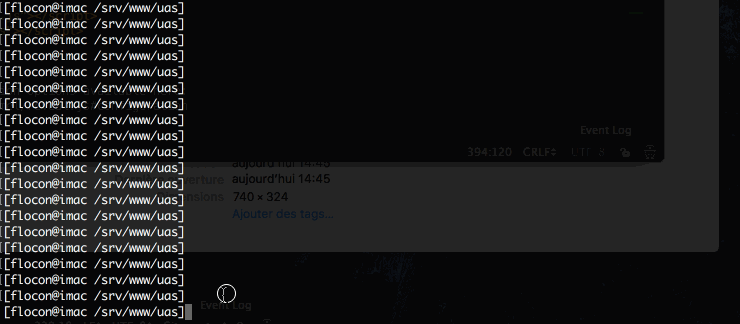 [[flocon@imac /srv/www/uas]
</script>
[[flocon@imac /srv/www/uas]
</script>
[[flocon@imac /srv/www/uas]
[[flocon@imac /srv/www/uas]
[[flocon@imac /srv/www/uas]
[[flocon@imac /srv/www/uas]
[[flocon@imac /srv/www/uas]
[[flocon@imac /srv/www/uas]
[[flocon@imac /srv/www/uas]
Event Log
[[flocon@imac /srv/www/uas]
394:120 CRLF UTF-8
[[flocon@imac /srv/www/uas]
aujourd'hui 14:45
[[flocon@imac /srv/www/uas]
aujourd'hui 14:45
[[flocon@imac /srv/www/uas]
740 × 324
[[flocon@imac /srv/www/uas]
Ajouter des tags...
[[flocon@imac /srv/www/uas]
[[flocon@imac /srv/www/uas]
[[flocon@imac /srv/www/uas]
[[flocon@imac /srv/www/uas]
[[flocon@imac /srv/www/uas]
Event Log
[flocon@imac /srv/www/uas]